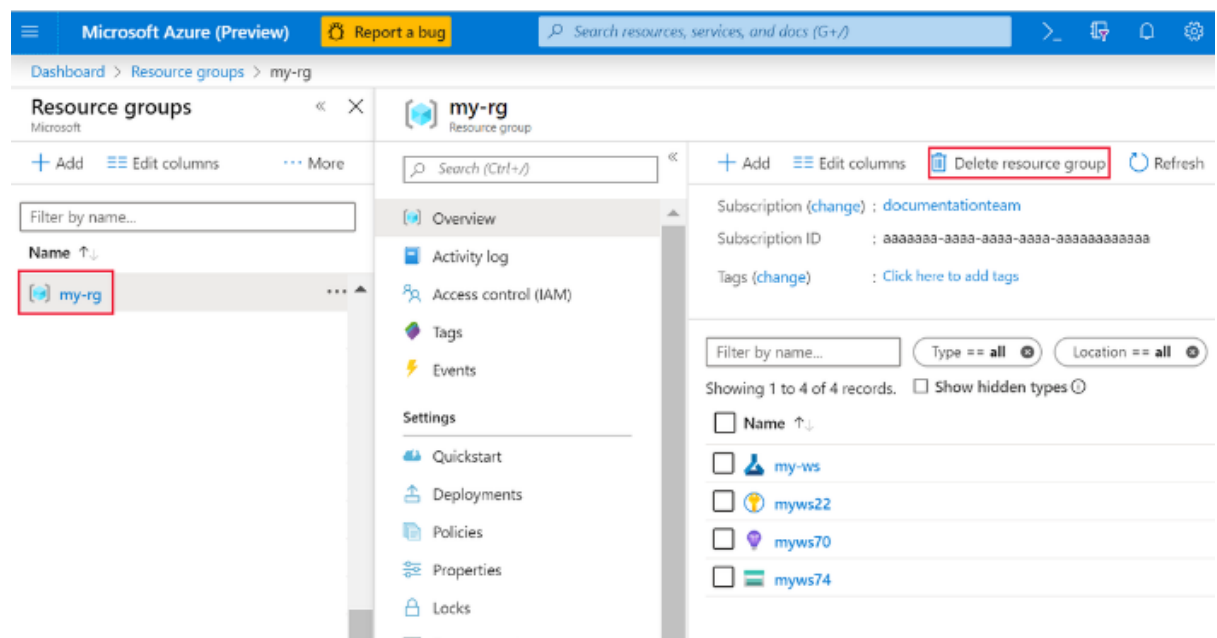 Microsoft Azure (Preview)
Report a bug
Search resources, services, and docs (G+/)
Dashboard > Resource groups > my-rg
Resource groups
Microsoft
Add
Edit columns
More
Filter by name...
Name
my-rg
my-rg
Resource group
Search (Ctrl+/)
Overview
Activity log
Access control (IAM)
Tags
Events
Settings
Quickstart
Deployments
Policies
Properties
Locks
Add
Edit columns
Delete resource group
Refresh
Subscription (change) : documentationteam
Subscription ID : aaaaaaa-aaaa-aaaa-aaaa-aaaaaaaaaaaa
Tags (change) : Click here to add tags
Filter by name...
Type == all
Location == all
Showing 1 to 4 of 4 records.
Show hidden types
Name
my-ws
myws22
myws70
myws74